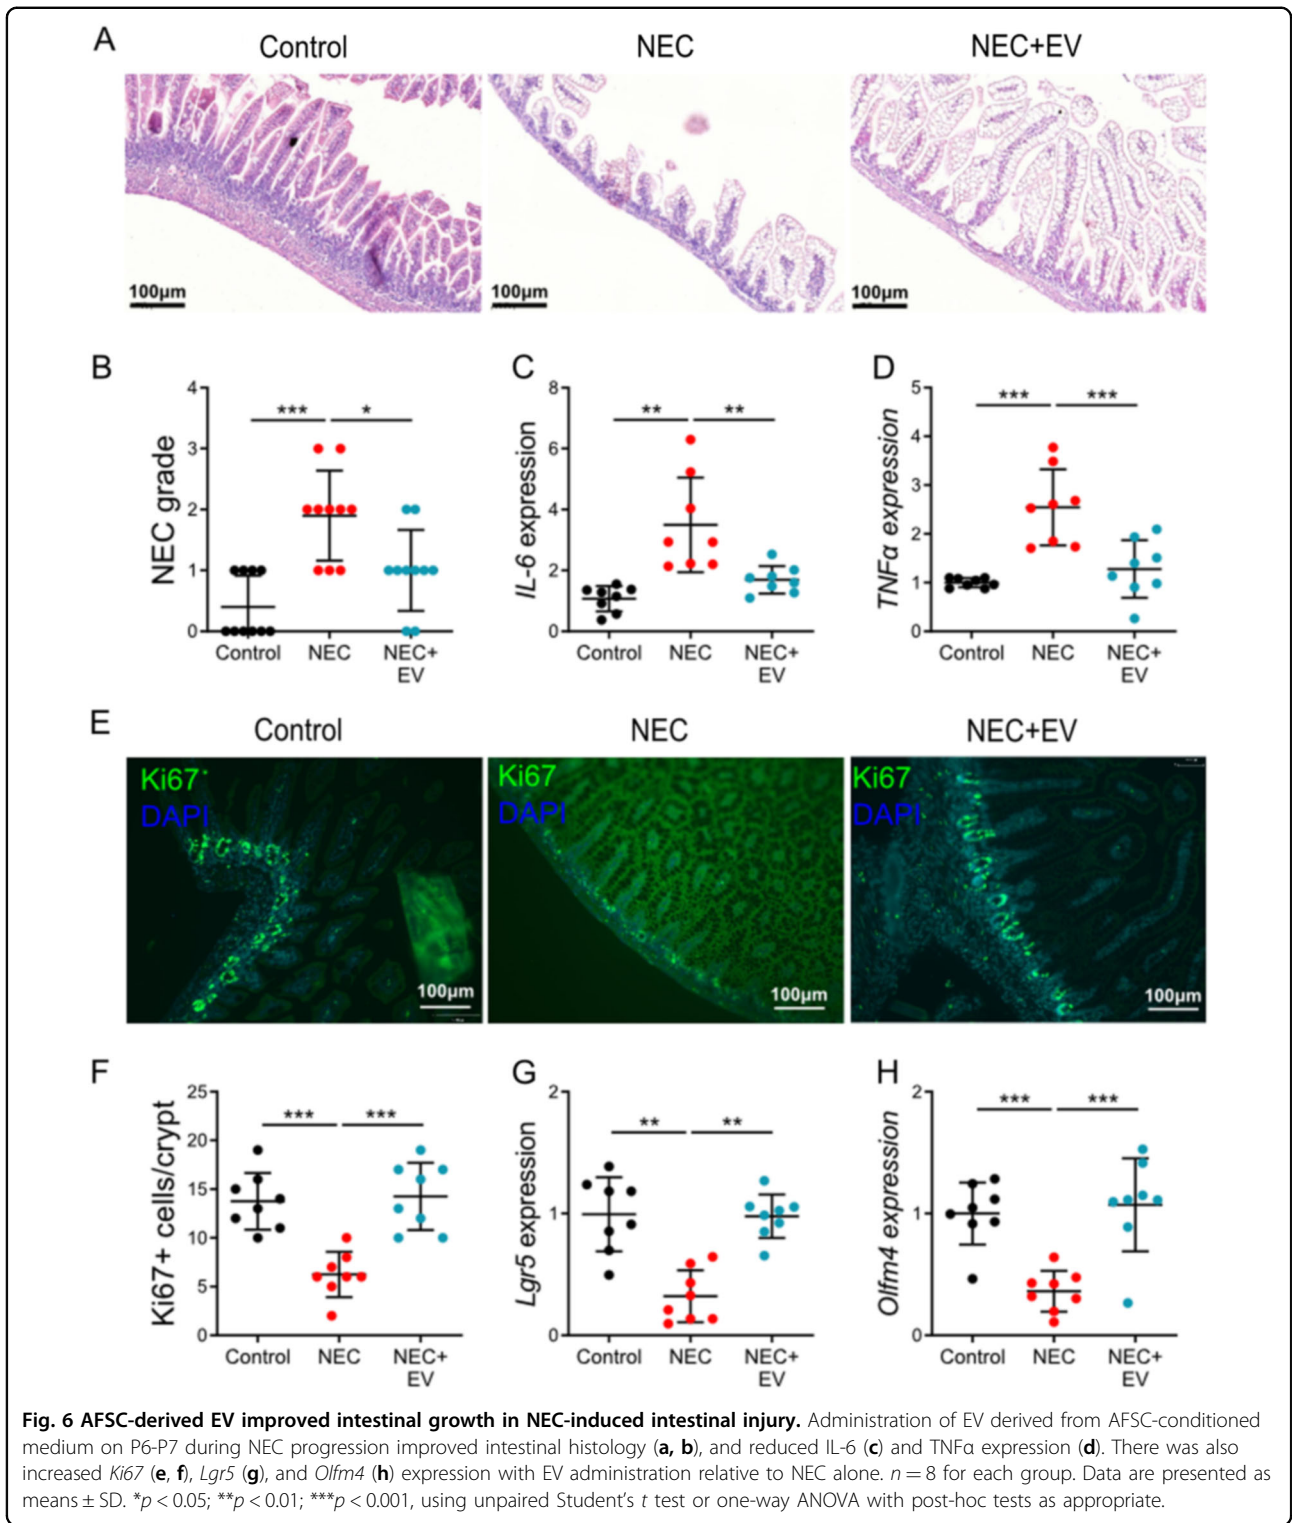 A
Control
NEC
NEC+EV
100μm
100μm
100μm
B
NEC grade
4
3
2
1
0
***
*
Control
NEC
NEC+
EV
C
IL-6 expression
8
6
4
2
0
**
**
Control
NEC
NEC+
EV
D
TNFα expression
5
4
3
2
1
0
***
***
Control
NEC
NEC+
EV
E
Control
NEC
NEC+EV
Ki67
DAPI
100μm
Ki67
DAPI
100μm
Ki67
DAPI
100μm
F
Ki67+ cells/crypt
25
20
15
10
5
0
***
***
Control
NEC
NEC+
EV
G
Lgr5 expression
2
1
0
**
**
Control
NEC
NEC+
EV
H
Olfm4 expression
2
1
0
***
***
Control
NEC
NEC+
EV
Fig. 6 AFSC-derived EV improved intestinal growth in NEC-induced intestinal injury. Administration of EV derived from AFSC-conditioned
medium on P6-P7 during NEC progression improved intestinal histology (a, b), and reduced IL-6 (c) and TNFα expression (d). There was also
increased Ki67 (e, f), Lgr5 (g), and Olfm4 (h) expression with EV administration relative to NEC alone. n = 8 for each group. Data are presented as
means ± SD. *p < 0.05; **p < 0.01; ***p < 0.001, using unpaired Student's t test or one-way ANOVA with post-hoc tests as appropriate.